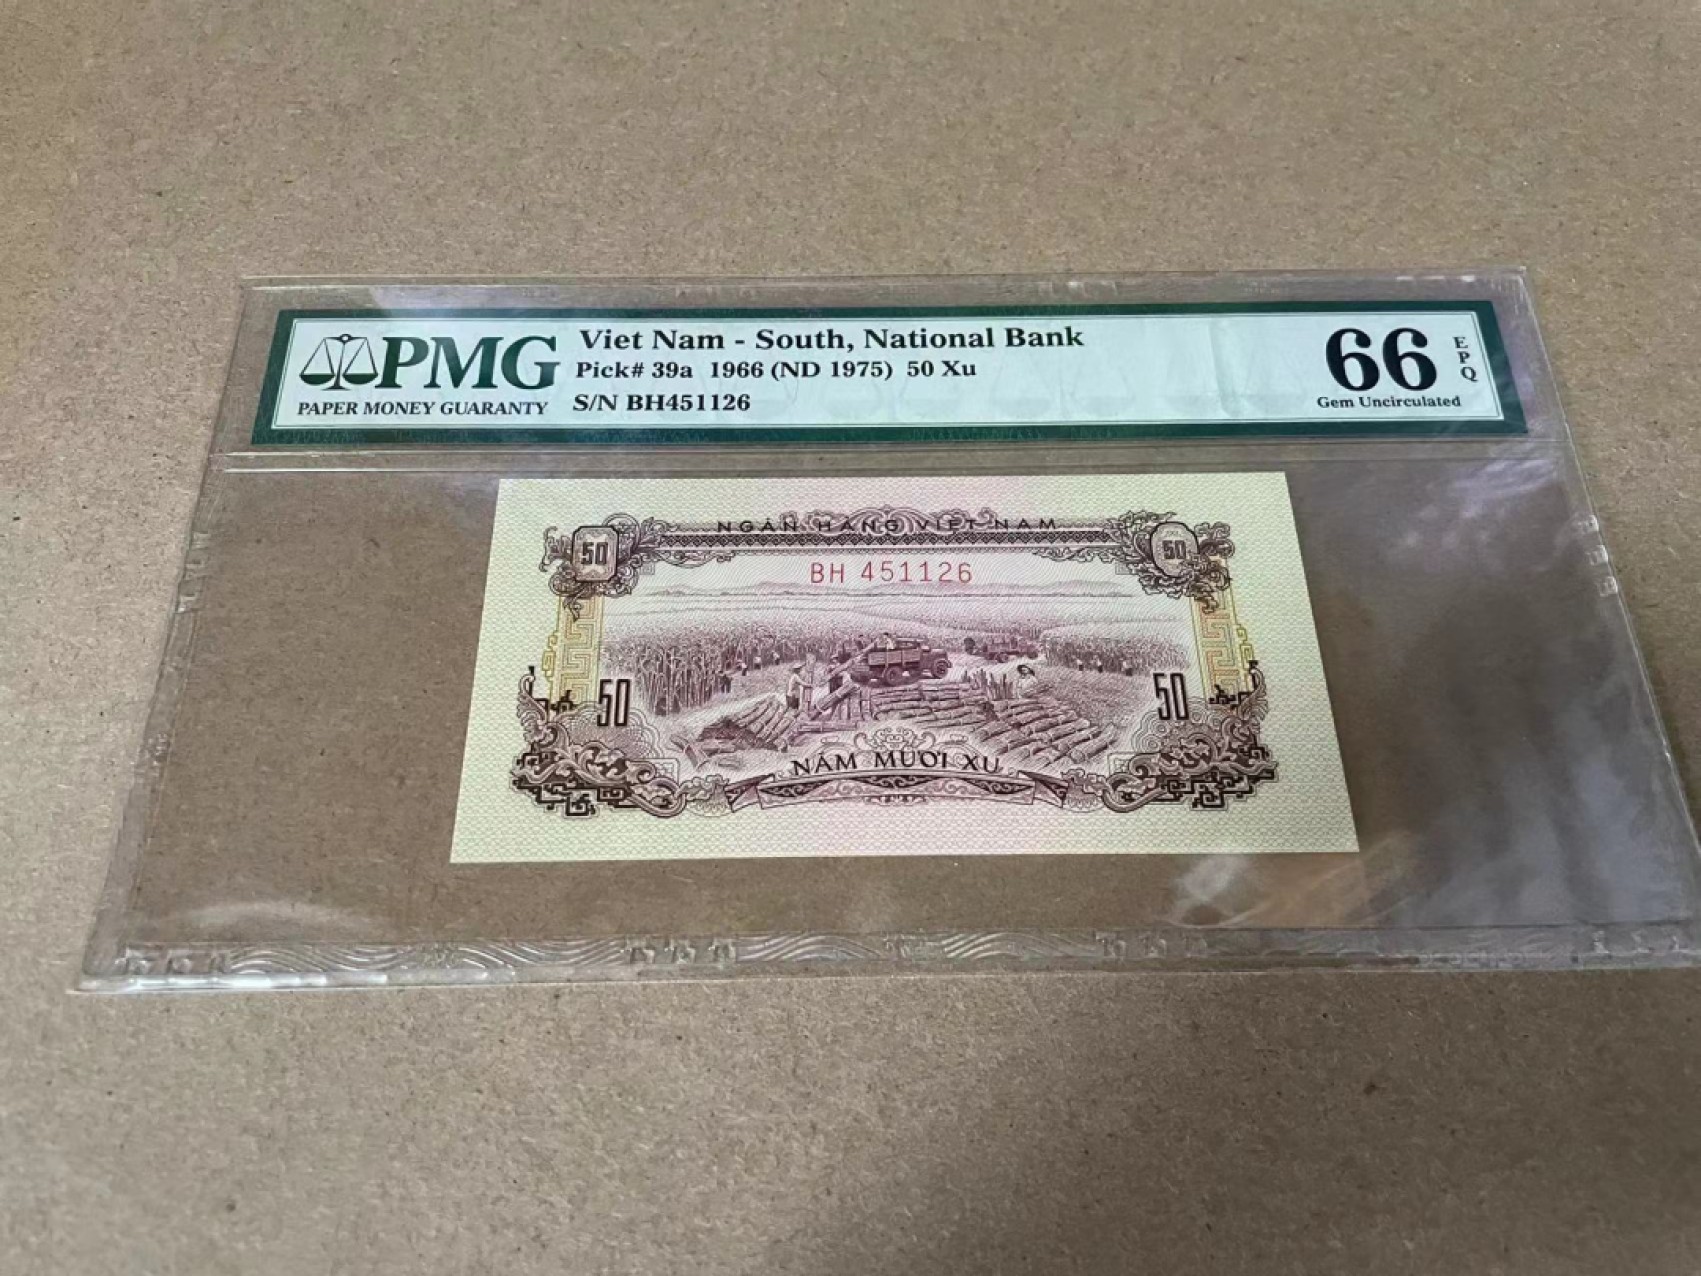 PMG
PAPER MONEY GUARANTY
Viet Nam - South, National Bank
Pick# 39a 1966 (ND 1975) 50 Xu
S/N BH451126
66
EPQ
Gem Uncirculated
NGÂN HÀNG VIỆT NAM
50 50
BH 451126
50 50
NĂM MƯƠI XU